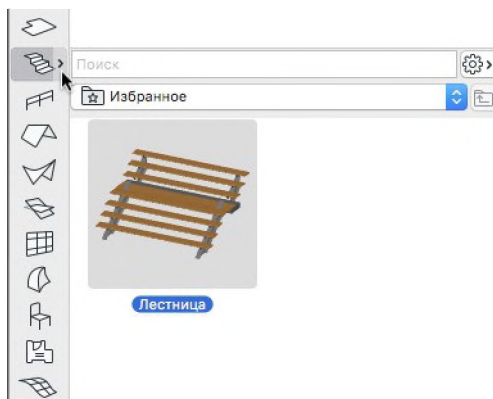 Поиск
Избранное
Лестница